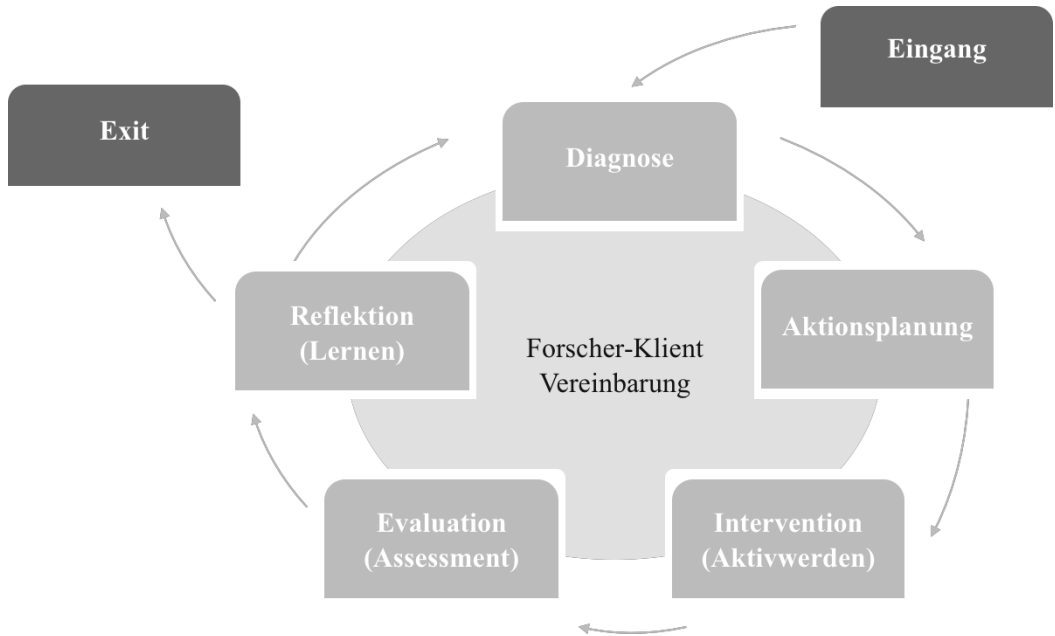 Eingang
Exit
Diagnose
Aktionsplanung
Reflektion
(Lernen)
Forscher-Klient
Vereinbarung
Evaluation
(Assessment)
Intervention
(Aktivwerden)